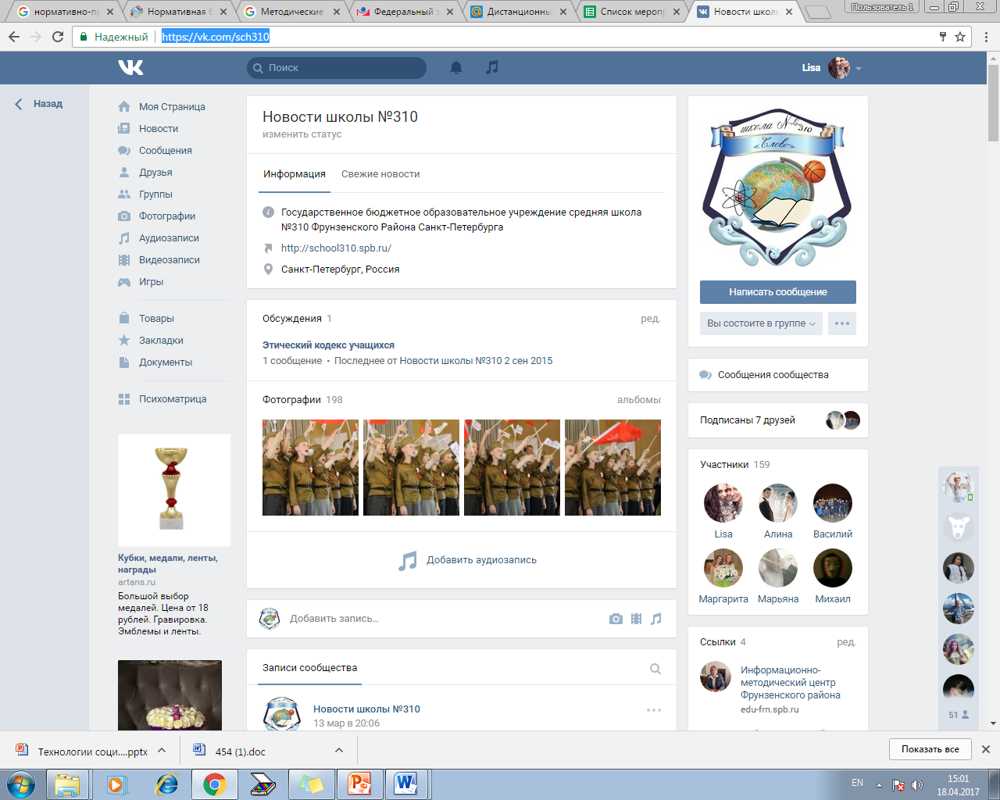 нормативно-пр
Нормативная б
Методические
Федеральный з
Дистанционны
Список меропр
Новости школы
Пользователь 1
Надежный
https://vk.com/sch310
Поиск
Lisa
Назад
Моя Страница
Новости
Сообщения
Друзья
Группы
Фотографии
Аудиозаписи
Видеозаписи
Игры
Товары
Закладки
Документы
Психоматрица
Кубки, медали, ленты,
награды
artans.ru
Большой выбор
медалей. Цена от 18
рублей. Гравировка.
Эмблемы и ленты.
Новости школы №310
изменить статус
Информация
Свежие новости
Государственное бюджетное образовательное учреждение средняя школа
№310 Фрунзенского Района Санкт-Петербурга
http://school310.spb.ru/
Санкт-Петербург, Россия
Обсуждения 1
ред.
Этический кодекс учащихся
1 сообщение • Последнее от Новости школы №310 2 сен 2015
Фотографии 198
альбомы
Добавить аудиозапись
Добавить запись...
Записи сообщества
Новости школы №310
13 мар в 20:06
школа № 310
«Слово»
Написать сообщение
Вы состоите в группе
Сообщения сообщества
Подписаны 7 друзей
Участники 159
Lisa
Алина
Василий
Маргарита
Марьяна
Михаил
Ссылки 4
ред.
Информационно-
методический центр
Фрунзенского района
edu-frn.spb.ru
51
Технологии соци....pptx
454 (1).doc
Показать все
EN
15:01
18.04.2017